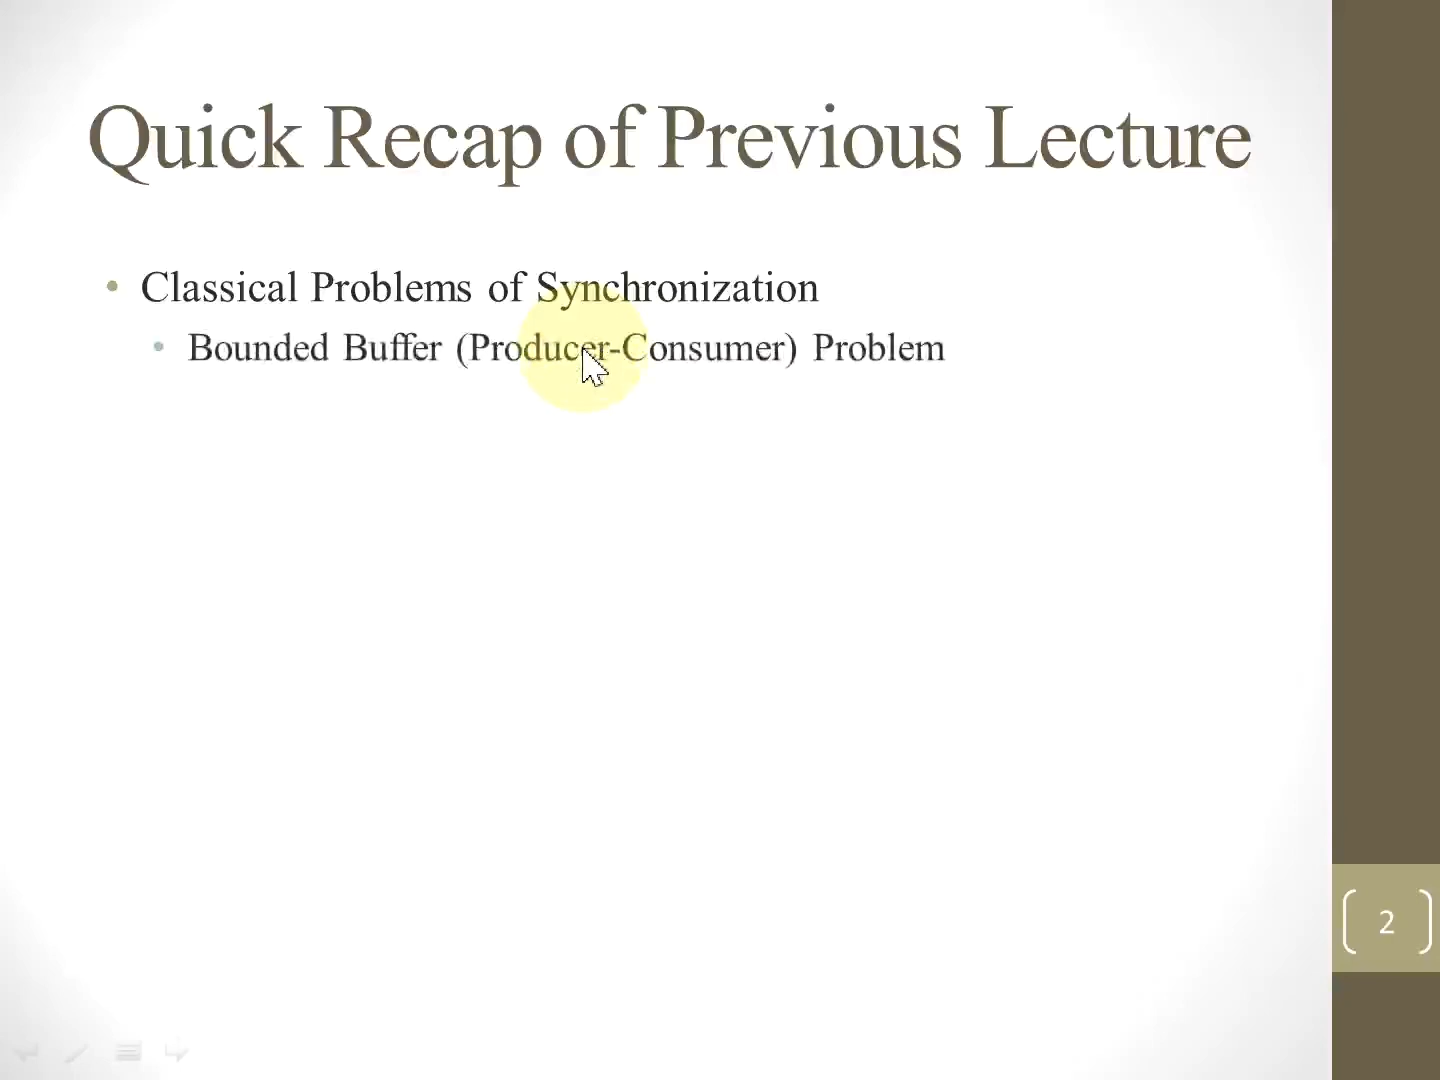 Quick Recap of Previous Lecture
• Classical Problems of Synchronization
• Bounded Buffer (Producer-Consumer) Problem
2